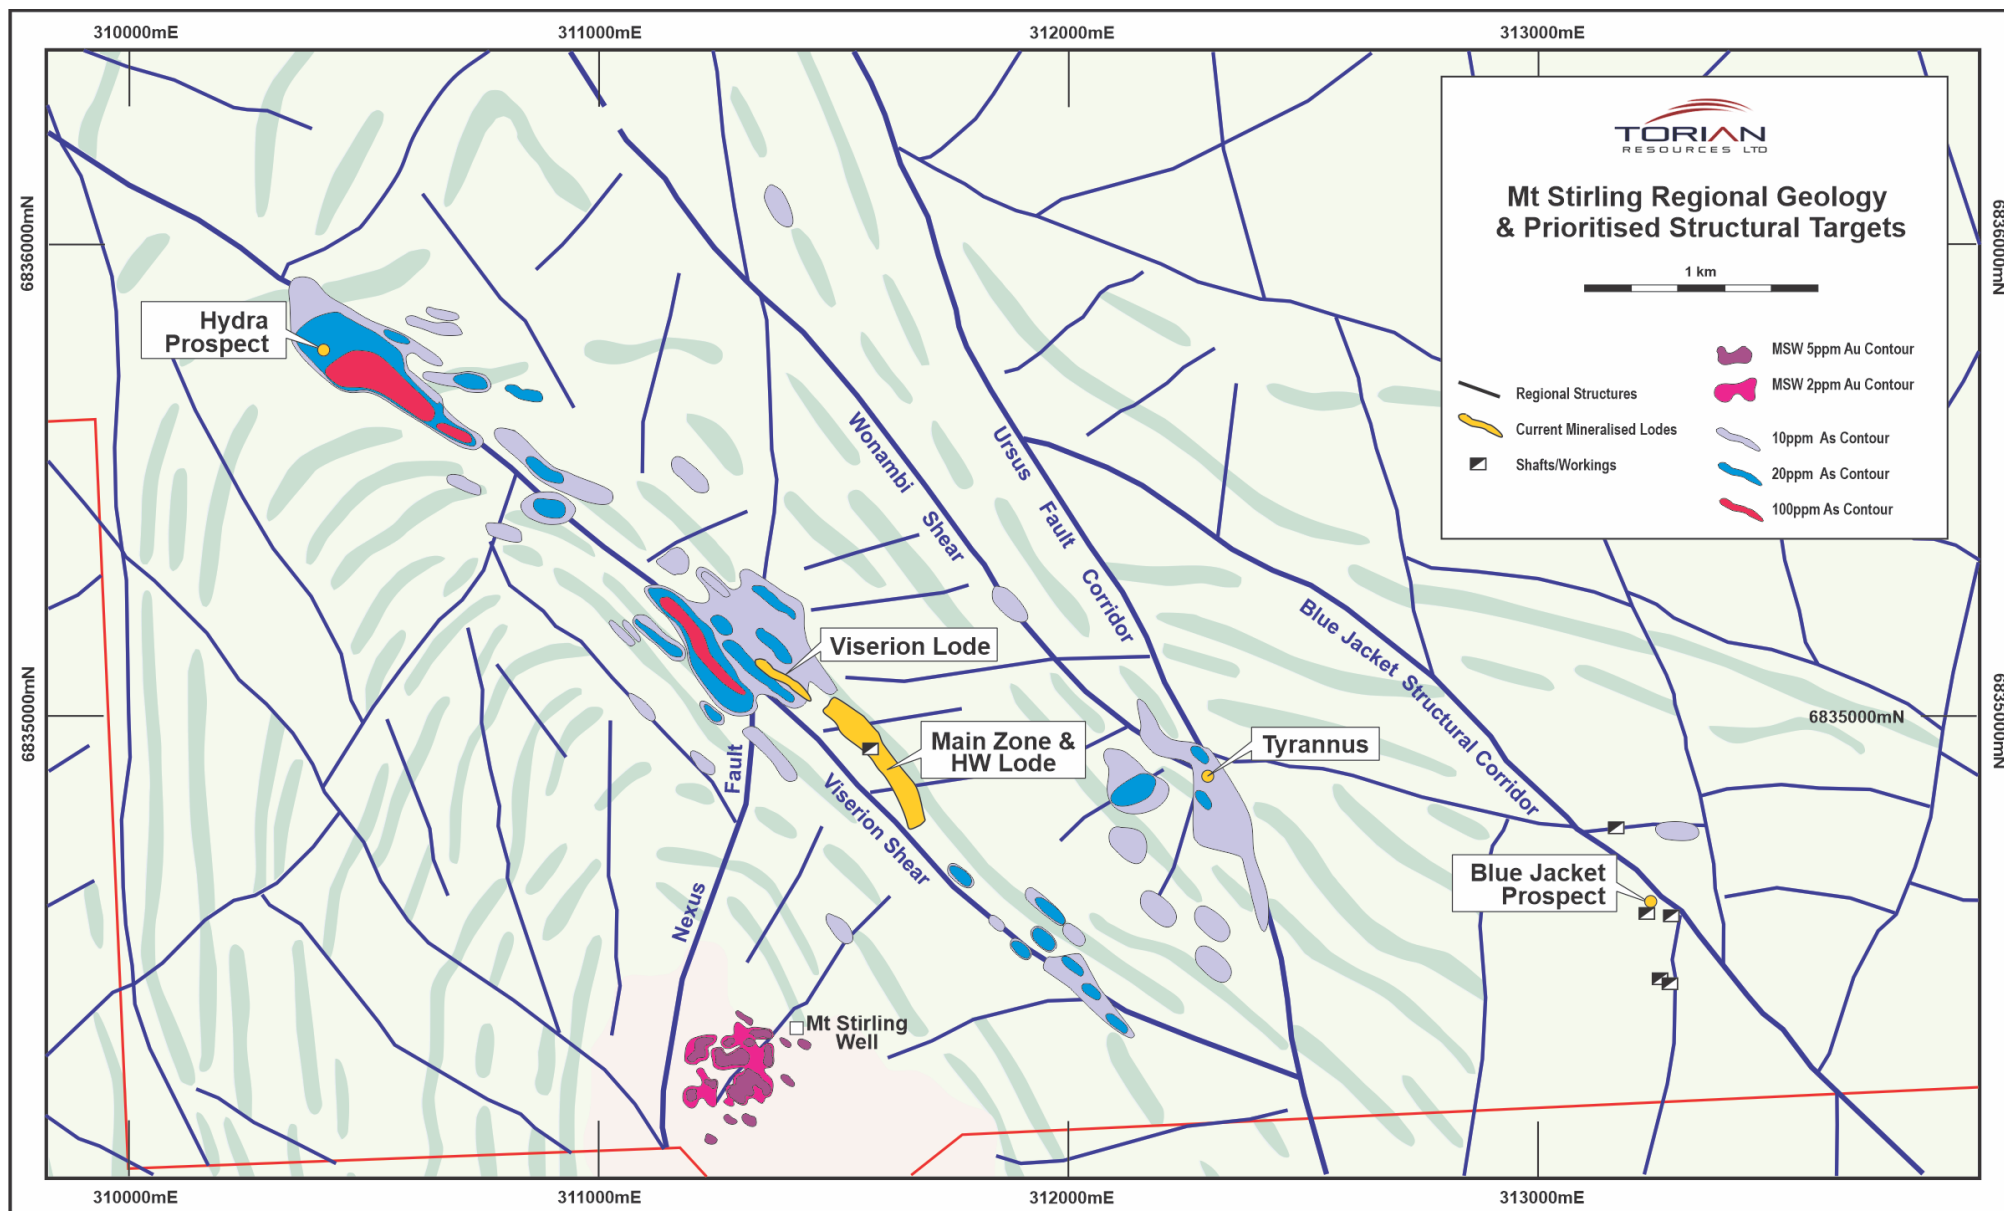 310000mE
311000mE
312000mE
313000mE
6836000mN
6836000mN
TORIAN
RESOURCES LTD
Mt Stirling Regional Geology
& Prioritised Structural Targets
1 km
Regional Structures
Current Mineralised Lodes
Shafts/Workings
MSW 5ppm Au Contour
MSW 2ppm Au Contour
10ppm As Contour
20ppm As Contour
100ppm As Contour
Hydra
Prospect
Wonambi
Shear
Ursus
Fault
Corridor
Blue Jacket Structural Corridor
Viserion Lode
Main Zone &
HW Lode
Tyrannus
6835000mN
6835000mN
6835000mN
Viserion Shear
Nexus
Fault
Blue Jacket
Prospect
Mt Stirling
Well
310000mE
311000mE
312000mE
313000mE